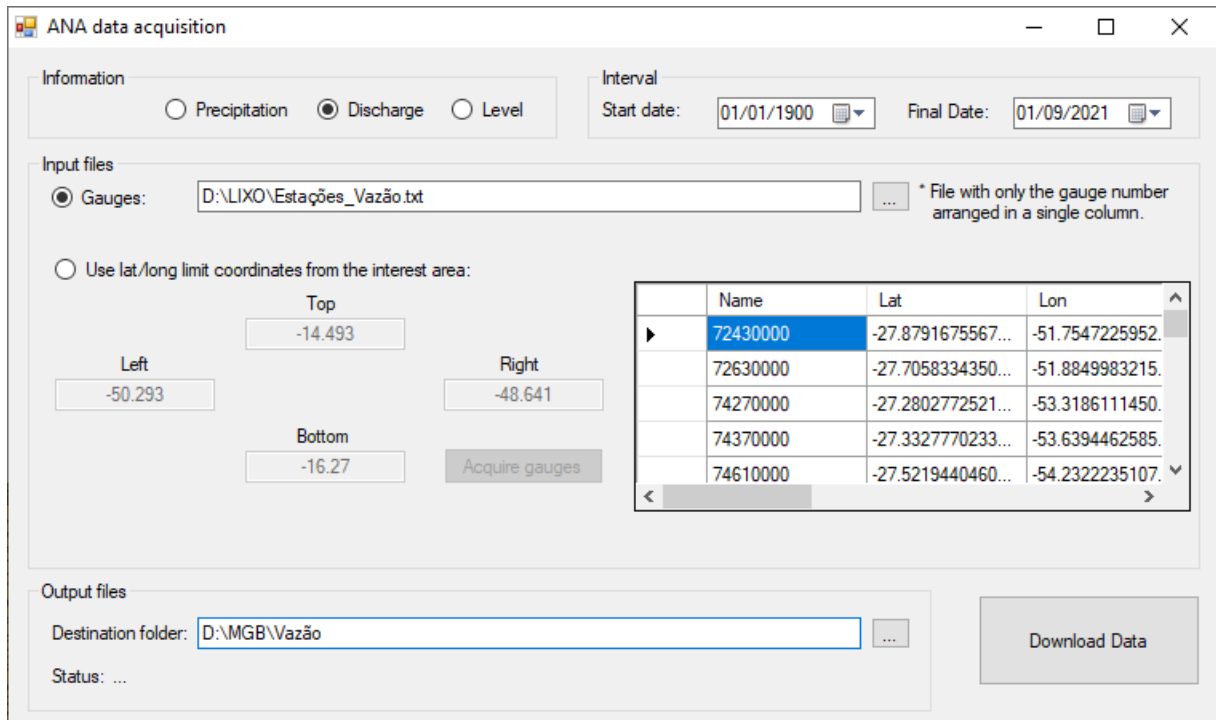 ANA data acquisition
Information
Precipitation Discharge Level
Interval
Start date: 01/01/1900 Final Date: 01/09/2021
Input files
Gauges: D:\LIXO\Estações_Vazão.txt ... * File with only the gauge number
arranged in a single column.
Use lat/long limit coordinates from the interest area:
Top
-14.493
Left Right
-50.293 -48.641
Bottom
-16.27 Acquire gauges
Name Lat Lon
72430000 -27.8791675567... -51.7547225952.
72630000 -27.7058334350... -51.8849983215.
74270000 -27.2802772521... -53.3186111450.
74370000 -27.3327770233... -53.6394462585.
74610000 -27.5219440460... -54.2322235107.
Output files
Destination folder: D:\MGB\Vazão ...
Status: ...
Download Data